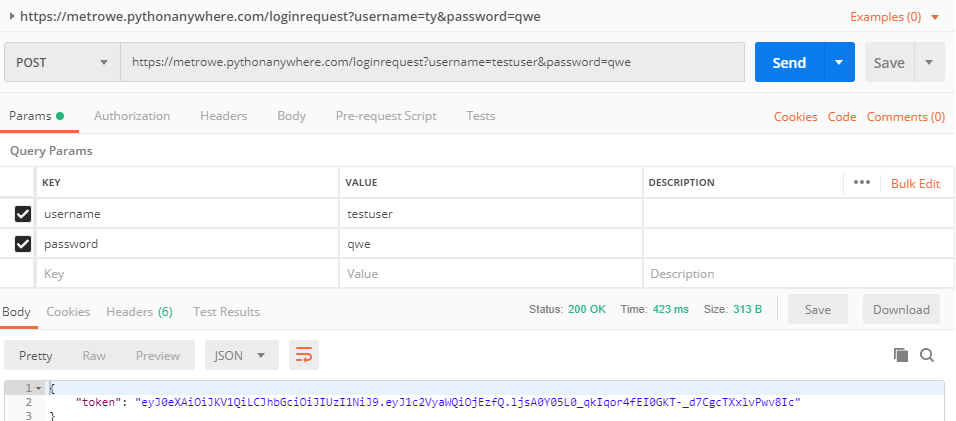 https://metrowe.pythonanywhere.com/loginrequest?username=ty&password=qwe Examples (0)
POST https://metrowe.pythonanywhere.com/loginrequest?username=testuser&password=qwe Send Save
Params Authorization Headers Body Pre-request Script Tests Cookies Code Comments (0)
Query Params
KEY VALUE DESCRIPTION ••• Bulk Edit
username testuser
password qwe
Key Value Description
Body Cookies Headers (6) Test Results Status: 200 OK Time: 423 ms Size: 313 B Save Download
Pretty Raw Preview JSON
1 {
2 "token": "eyJ0eXAiOiJKV1QiLCJhbGciOiJIUzI1NiJ9.eyJ1c2VyaWQiOjEzfQ.ljsA0Y05L0_qkIqor4fEI0GKT-_d7CgcTXxlvPwv8Ic"
3 }